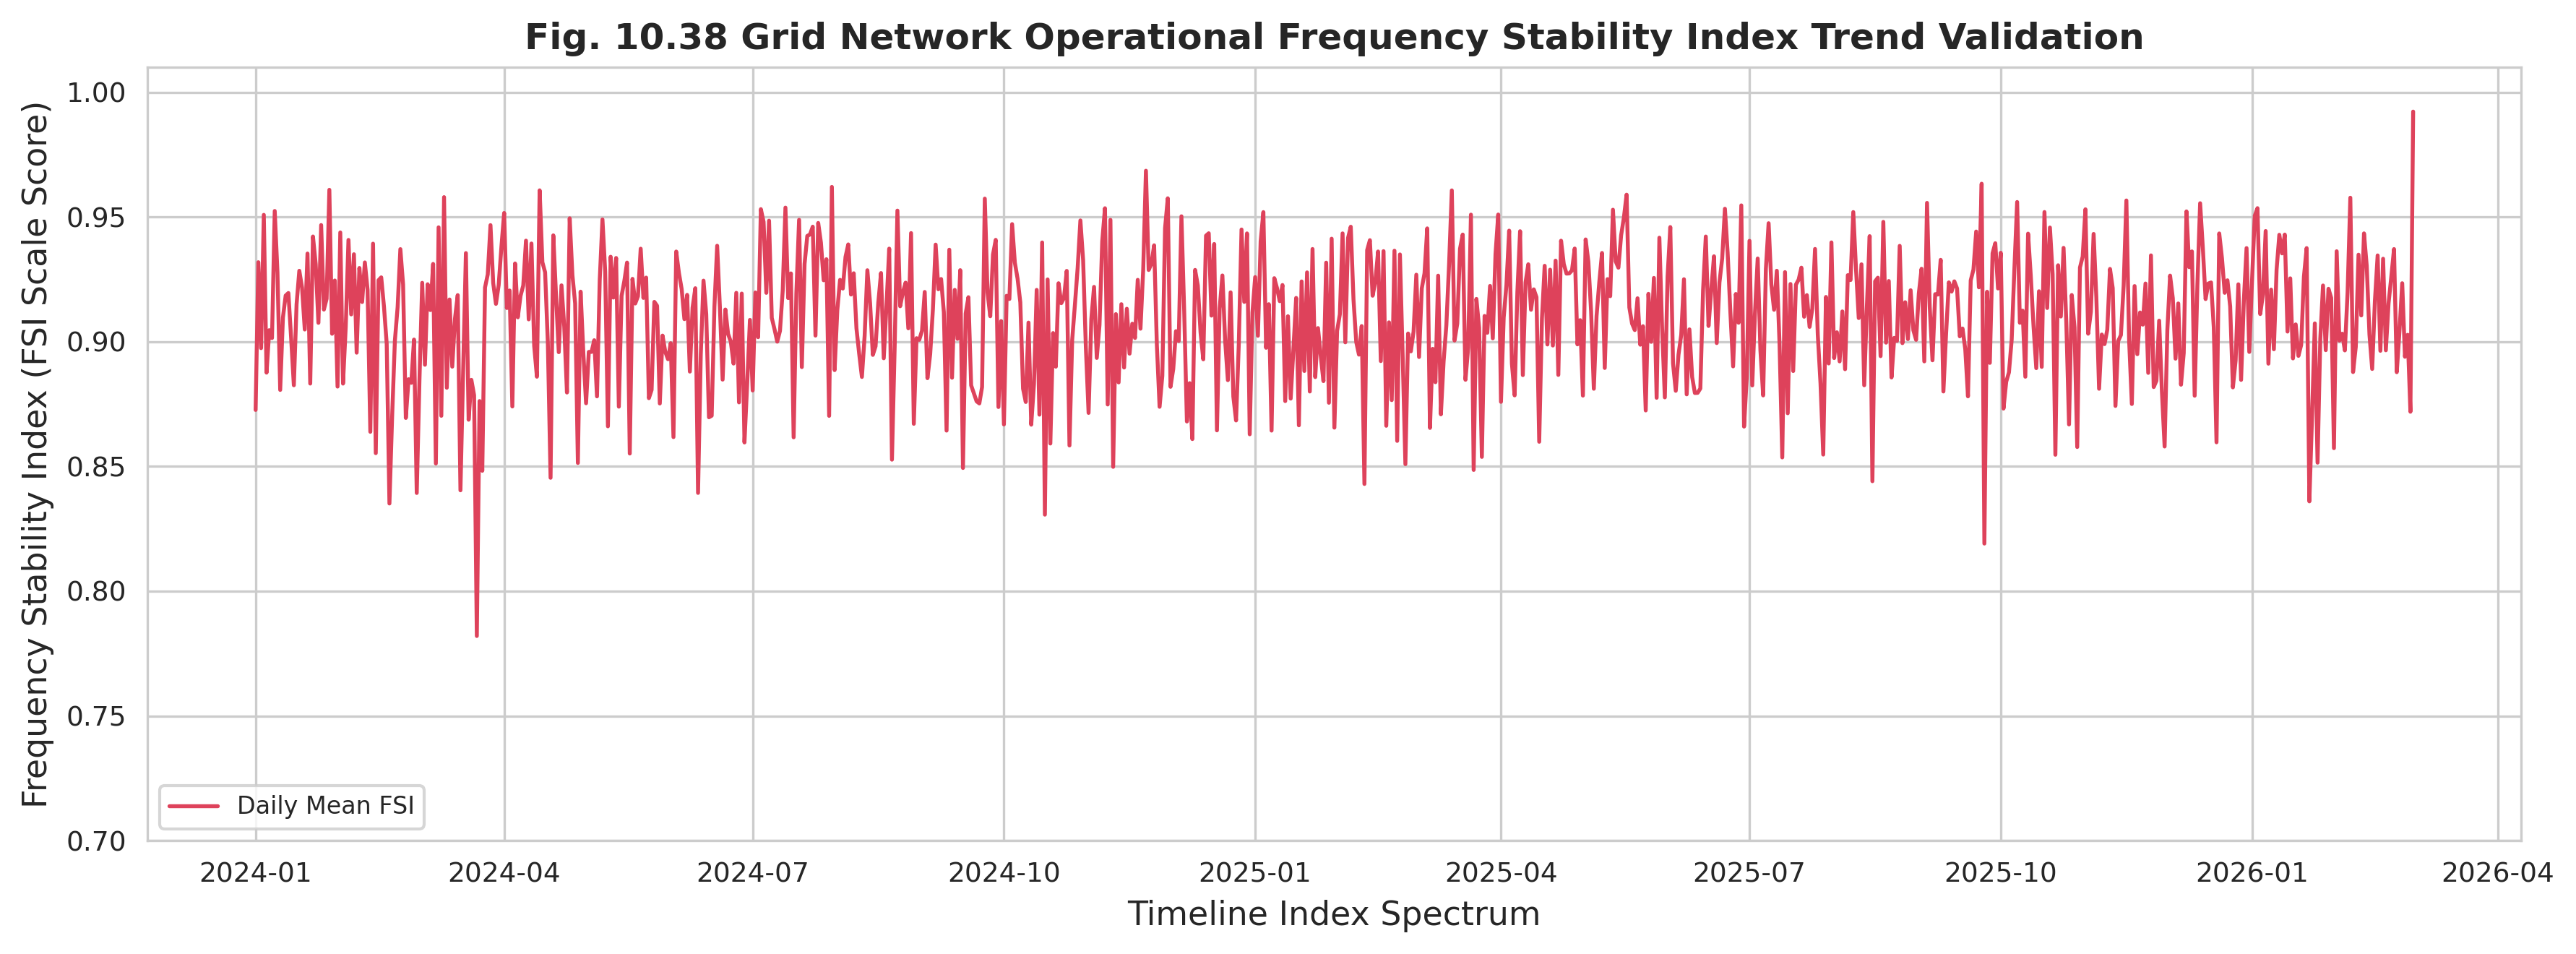 Fig. 10.38 Grid Network Operational Frequency Stability Index Trend Validation
Frequency Stability Index (FSI Scale Score)
1.00
0.95
0.90
0.85
0.80
0.75
0.70
Daily Mean FSI
2024-01 2024-04 2024-07 2024-10 2025-01 2025-04 2025-07 2025-10 2026-01 2026-04
Timeline Index Spectrum